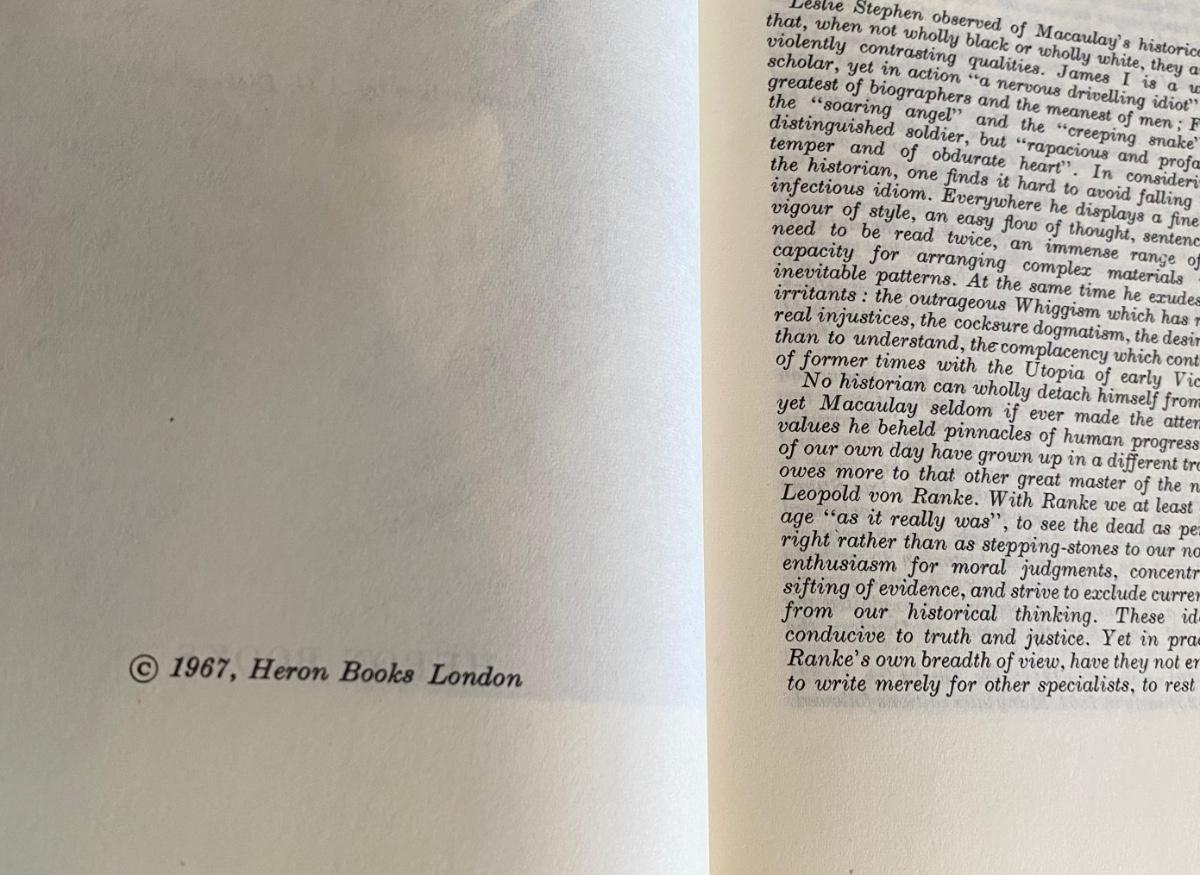 © 1967, Heron Books London
Leslie Stephen observed of Macaulay's historic
that, when not wholly black or wholly white, they a
violently contrasting qualities. James I is a w
scholar, yet in action "a nervous drivelling idiot"
greatest of biographers and the meanest of men; F
the "soaring angel" and the "creeping snake"
distinguished soldier, but "rapacious and profa
temper and of obdurate heart". In consideri
the historian, one finds it hard to avoid falling
infectious idiom. Everywhere he displays a fine
vigour of style, an easy flow of thought, sentenc
need to be read twice, an immense range of
capacity for arranging complex materials
inevitable patterns. At the same time he exudes
irritants: the outrageous Whiggism which has r
real injustices, the cocksure dogmatism, the desir
than to understand, the complacency which cont
of former times with the Utopia of early Vic
No historian can wholly detach himself from
yet Macaulay seldom if ever made the atten
values he beheld pinnacles of human progress
of our own day have grown up in a different tra
owes more to that other great master of the n
Leopold von Ranke. With Ranke we at least
age "as it really was", to see the dead as pe
right rather than as stepping-stones to our no
enthusiasm for moral judgments, concentr
sifting of evidence, and strive to exclude curren
from our historical thinking. These id
conducive to truth and justice. Yet in prac
Ranke's own breadth of view, have they not en
to write merely for other specialists, to rest